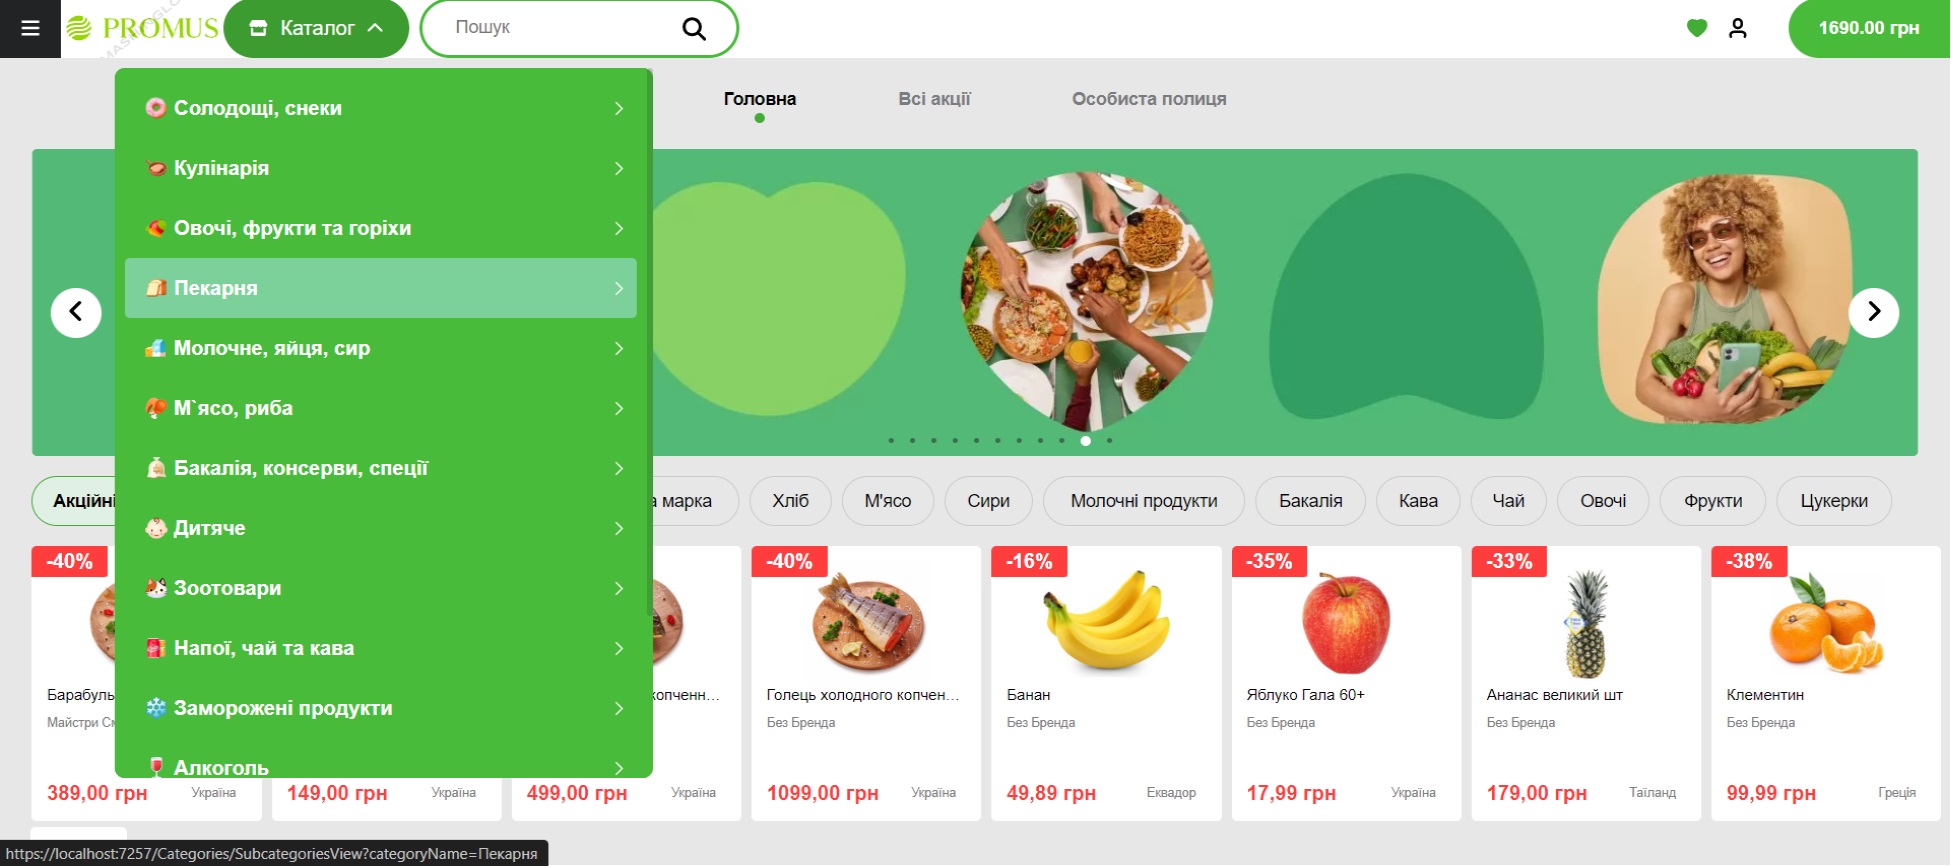 PROMUS
Каталог
Пошук
1690.00 грн
Головна
Всі акції
Особиста полиця
Солодощі, снеки
Кулінарія
Овочі, фрукти та горіхи
Пекарня
Молочне, яйця, сир
М`ясо, риба
Бакалія, консерви, спеції
Дитяче
Зоотовари
Напої, чай та кава
Заморожені продукти
Алкоголь
Акційні
а марка
Хліб
М'ясо
Сири
Молочні продукти
Бакалія
Кава
Чай
Овочі
Фрукти
Цукерки
-40%
Барабуль
Майстри См
389,00 грн
Україна
149,00 грн
Україна
копченн...
499,00 грн
Україна
-40%
Голець холодного копчен...
Без Бренда
1099,00 грн
Україна
-16%
Банан
Без Бренда
49,89 грн
Еквадор
-35%
Яблуко Гала 60+
Без Бренда
17,99 грн
Україна
-33%
Ананас великий шт
Без Бренда
179,00 грн
Таїланд
-38%
Клементин
Без Бренда
99,99 грн
Греція
https://localhost:7257/Categories/SubcategoriesView?categoryName=Пекарня